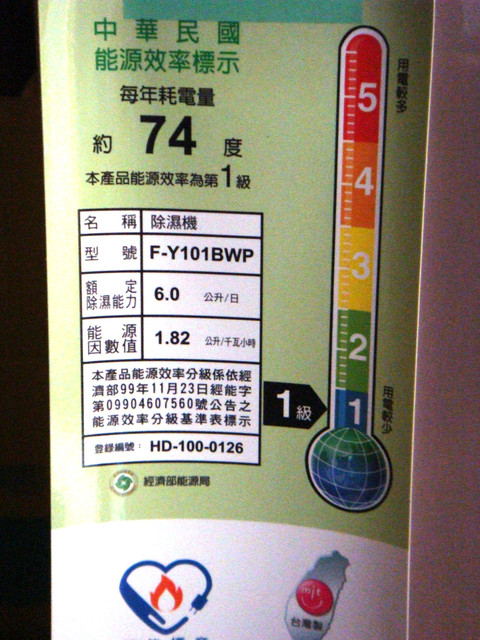 中華民國
能源效率標示
每年耗電量
約 74 度
本產品能源效率為第1級
名稱 除濕機
型號 F-Y101BWP
額定除濕能力 6.0 公升/日
能源因數值 1.82 公升/千瓦小時
本產品能源效率分級係依經
濟部99年11月23日經能字
第09904607560號公告之
能源效率分級基準表標示
登錄編號: HD-100-0126
經濟部能源局
用電較多
5
4
3
2
1
用電較少
1級
mit
台灣製